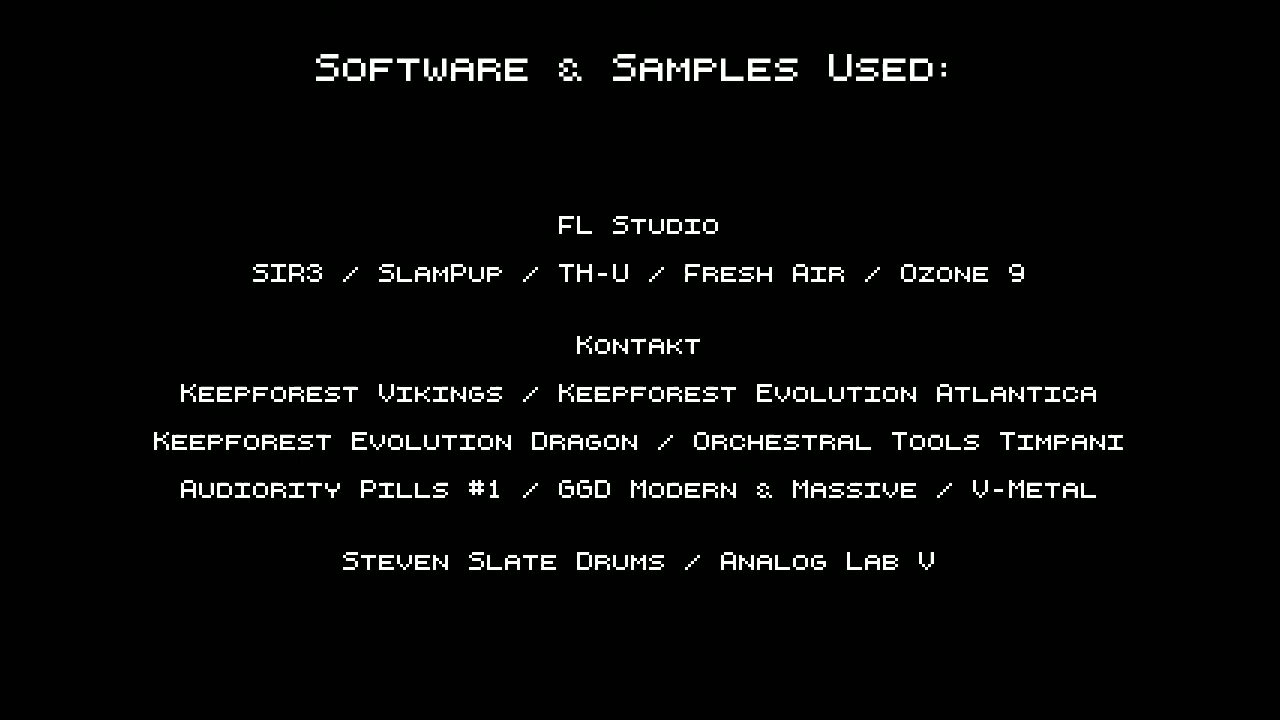 Software & Samples Used:
FL Studio
SIR3 / SlamPup / TH-U / Fresh Air / Ozone 9
Kontakt
Keepforest Vikings / Keepforest Evolution Atlantica
Keepforest Evolution Dragon / Orchestral Tools Timpani
Audiority Pills #1 / GGD Modern & Massive / V-Metal
Steven Slate Drums / Analog Lab V